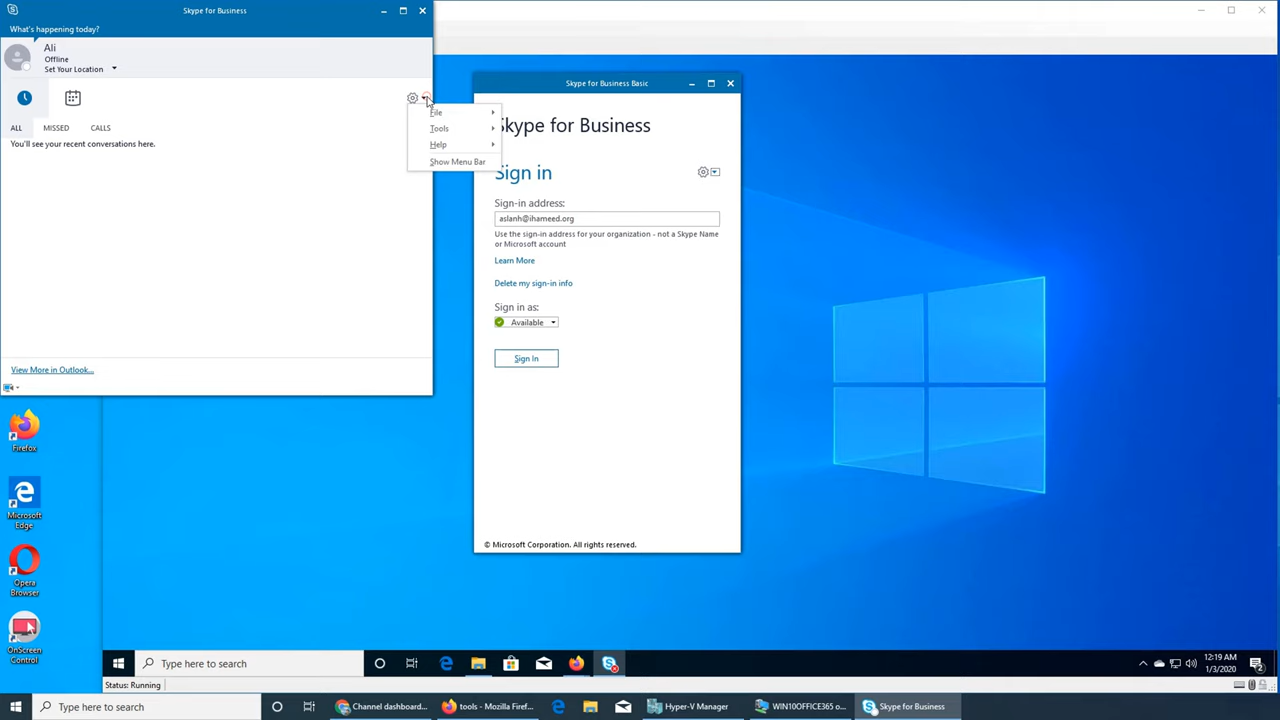 Skype for Business
What's happening today?
Ali
Offline
Set Your Location
ALL MISSED CALLS
You'll see your recent conversations here.
File
Tools
Help
Show Menu Bar
View More in Outlook...
Skype for Business Basic
Skype for Business
Sign in
Sign-in address:
aslanh@ihameed.org
Use the sign-in address for your organization - not a Skype Name
or Microsoft account
Learn More
Delete my sign-in info
Sign in as:
Available
Sign In
© Microsoft Corporation. All rights reserved.
Firefox
Microsoft
Edge
Opera
Browser
OnScreen
Control
Type here to search
12:19 AM
1/3/2020
2
Status: Running
Type here to search
Channel dashboard...
tools - Mozilla Firef...
Hyper-V Manager
WIN10OFFICE365 o...
Skype for Business